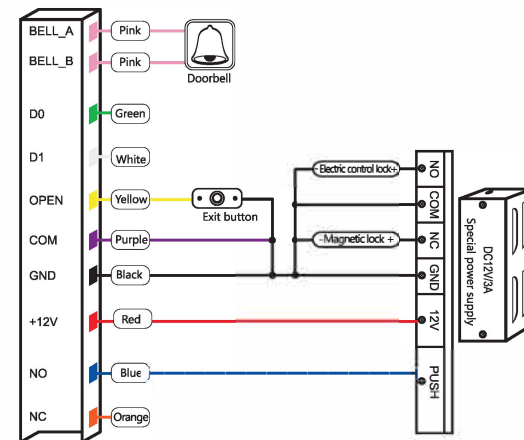 BELL_A
Pink
BELL_B
Pink
Doorbell
D0
Green
D1
White
OPEN
Yellow
Exit button
COM
Purple
GND
Black
+12V
Red
NO
Blue
NC
Orange
-Electric control lock+
-Magnetic lock +
NO
COM
NC
GND
12V
PUSH
DC12V/3A
Special power supply